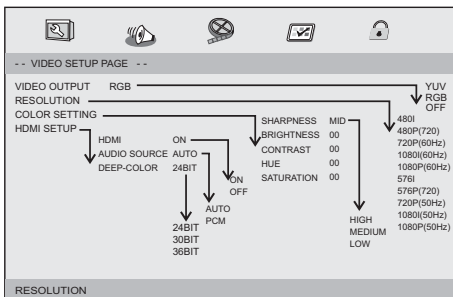 - - VIDEO SETUP PAGE - -
VIDEO OUTPUT RGB YUV
RGB
OFF
RESOLUTION
COLOR SETTING
HDMI SETUP
HDMI ON
AUDIO SOURCE AUTO
DEEP-COLOR 24BIT
ON
OFF
AUTO
PCM
24BIT
30BIT
36BIT
SHARPNESS MID
BRIGHTNESS 00
CONTRAST 00
HUE 00
SATURATION 00
HIGH
MEDIUM
LOW
480I
480P(720)
720P(60Hz)
1080I(60Hz)
1080P(60Hz)
576I
576P(720)
720P(50Hz)
1080I(50Hz)
1080P(50Hz)
RESOLUTION